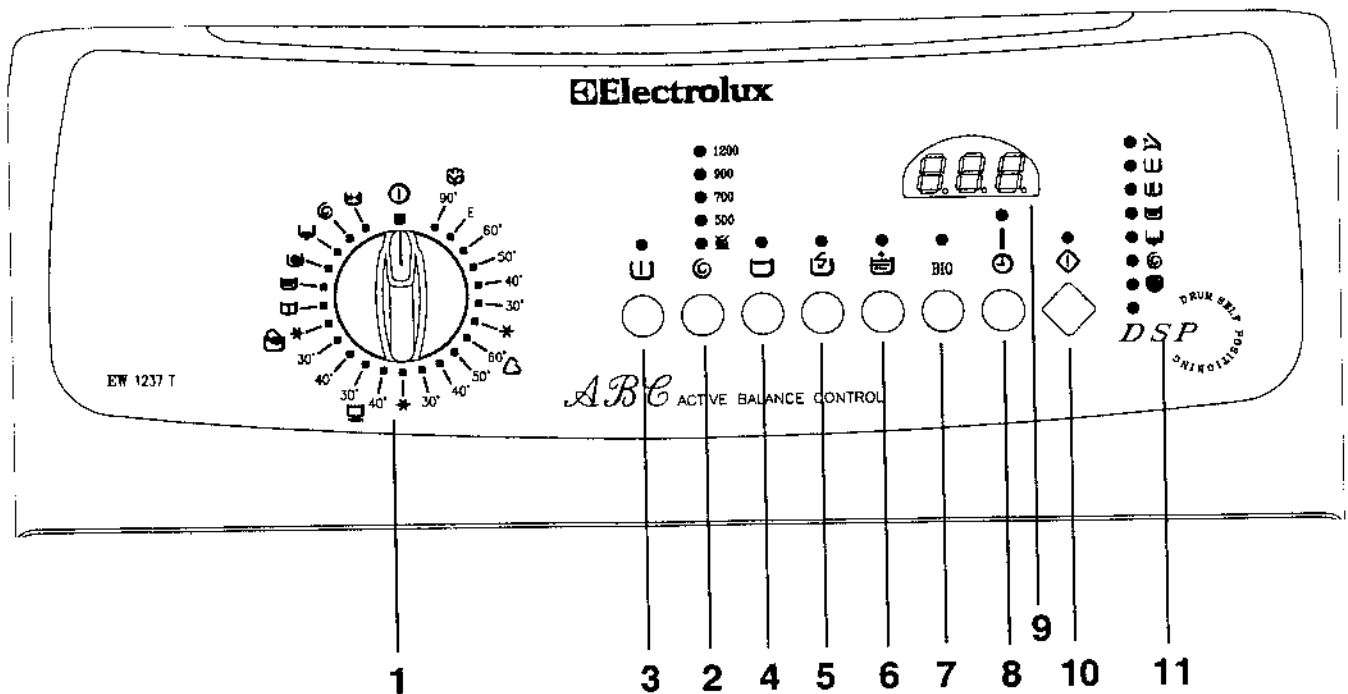 Electrolux
1200
900
700
500
90°
E
60°
50°
40°
30°
60°
50°
40°
30°
40°
30°
40°
30°
BIO
DSP
DRUM SELF POSITIONING
EW 1237 T
ABC ACTIVE BALANCE CONTROL
1 3 2 4 5 6 7 8 9 10 11